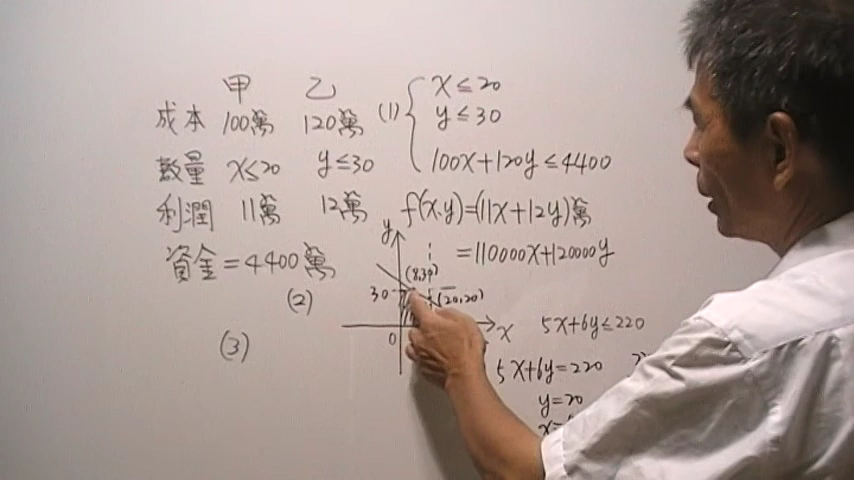 甲 乙
成本 100萬 120萬
數量 x≤20 y≤30
利潤 11萬 12萬
資金=4400萬
(1) x≤20
y≤30
100x+120y≤4400
f(x.y)=(11x+12y)萬
=110000x+120000y
(2)
(3)
y
(8,30)
30
(20,20)
0
x
5x+6y≤220
5x+6y=220
y=20